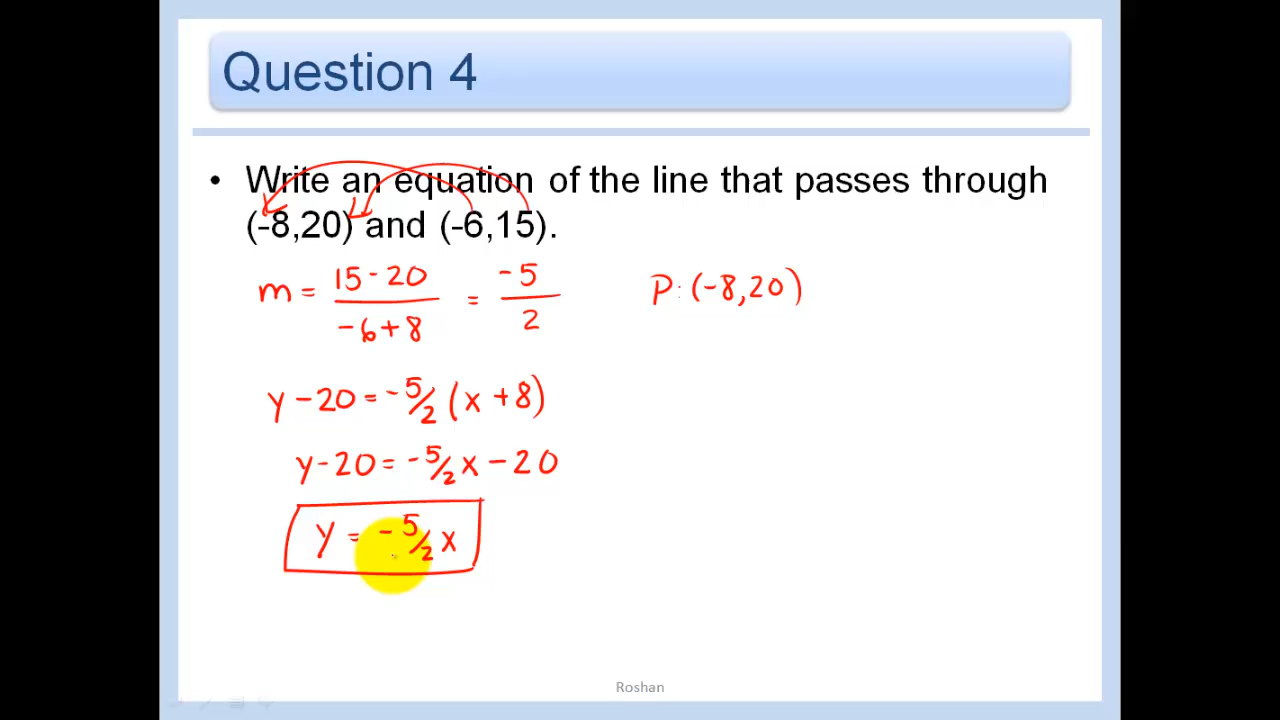 Question 4
• Write an equation of the line that passes through
(-8,20) and (-6,15).
m = 15 - 20 / -6 + 8 = -5 / 2
P: (-8,20)
y - 20 = -5/2 (x + 8)
y - 20 = -5/2 x - 20
y = -5/2 x
Roshan